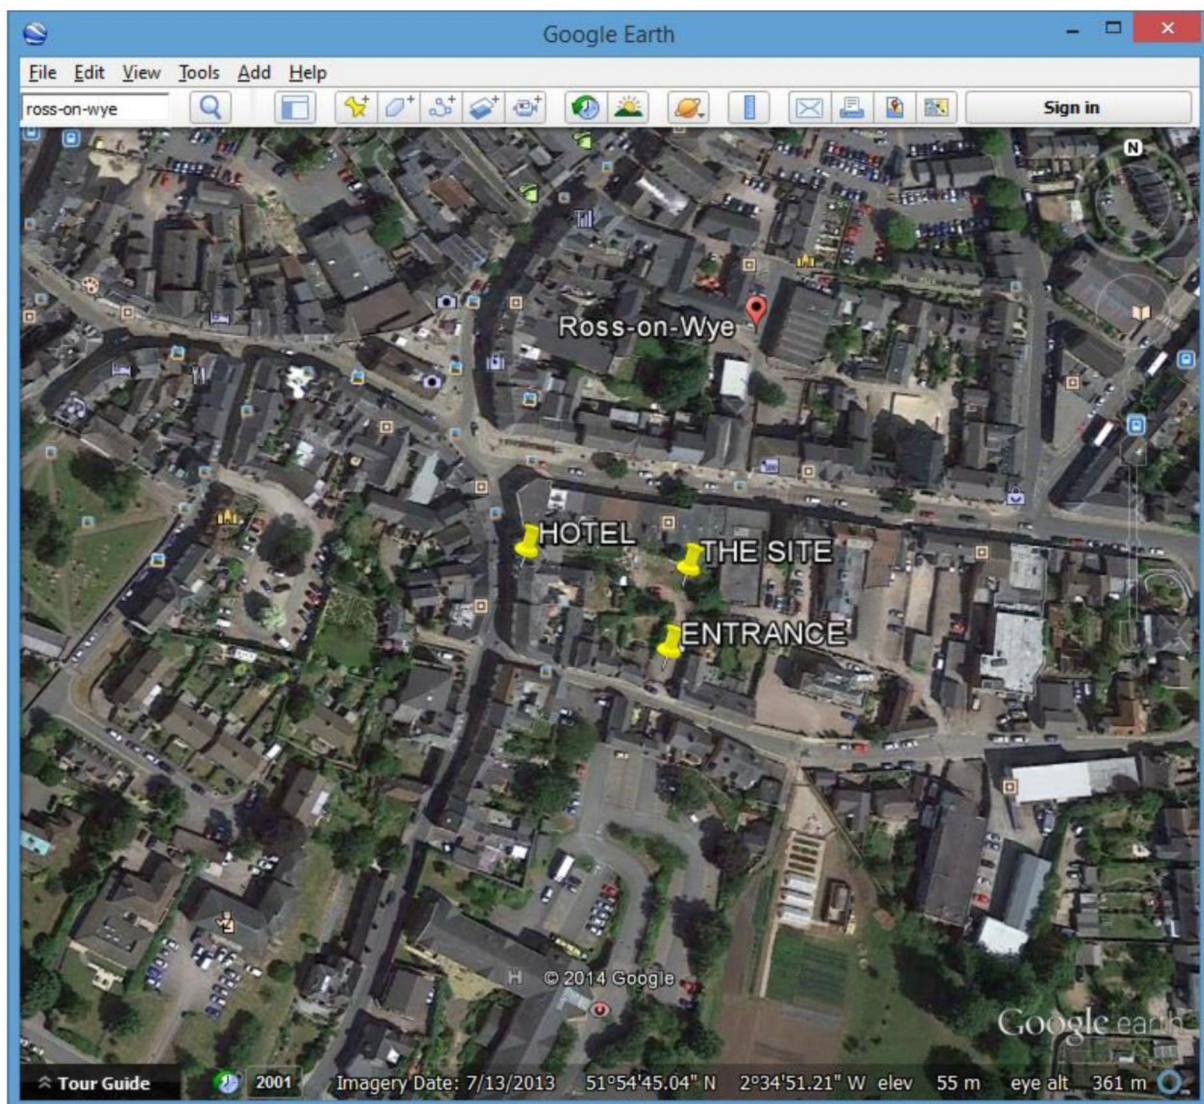 Google Earth
File Edit View Tools Add Help
ross-on-wye
Sign in
N
Ross-on-Wye
HOTEL
THE SITE
ENTRANCE
H
© 2014 Google
Google earth
Tour Guide
2001
Imagery Date: 7/13/2013 51°54'45.04" N 2°34'51.21" W elev 55 m eye alt 361 m